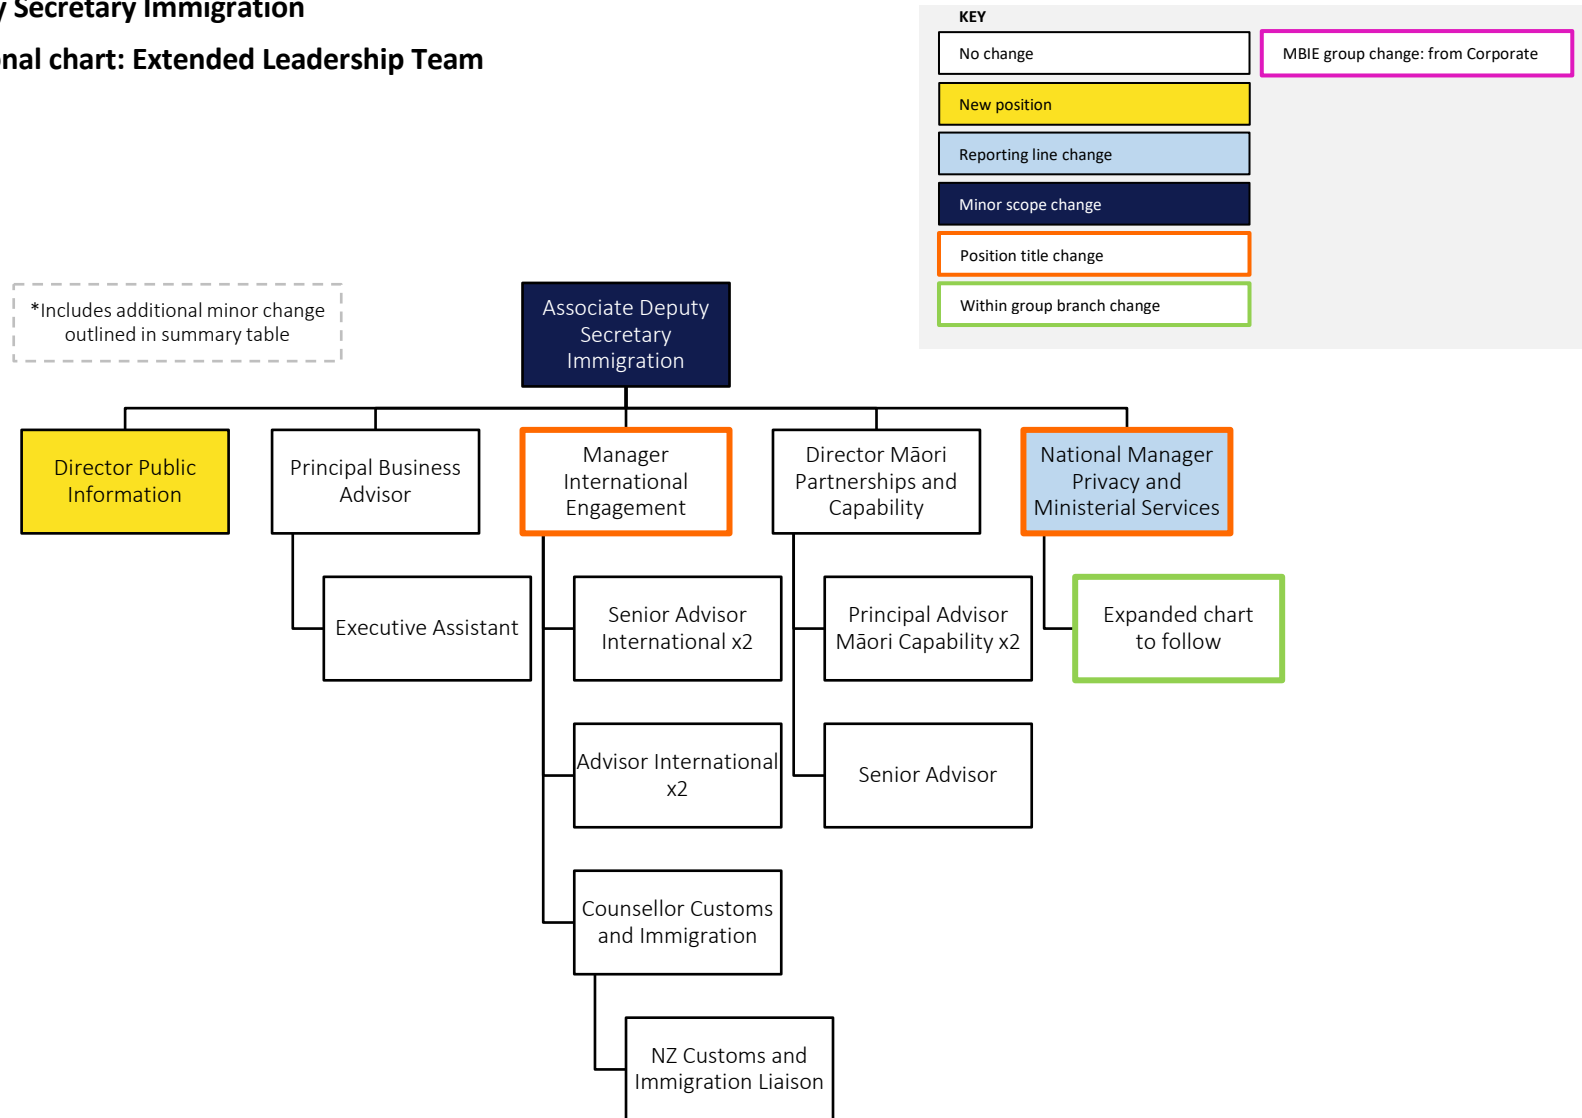 y Secretary Immigration
onal chart: Extended Leadership Team
KEY
No change
MBIE group change: from Corporate
New position
Reporting line change
Minor scope change
Position title change
Within group branch change
*Includes additional minor change
outlined in summary table
Associate Deputy
Secretary
Immigration
Director Public
Information
Principal Business
Advisor
Manager
International
Engagement
Director Māori
Partnerships and
Capability
National Manager
Privacy and
Ministerial Services
Executive Assistant
Senior Advisor
International x2
Principal Advisor
Māori Capability x2
Expanded chart
to follow
Advisor International
x2
Senior Advisor
Counsellor Customs
and Immigration
NZ Customs and
Immigration Liaison